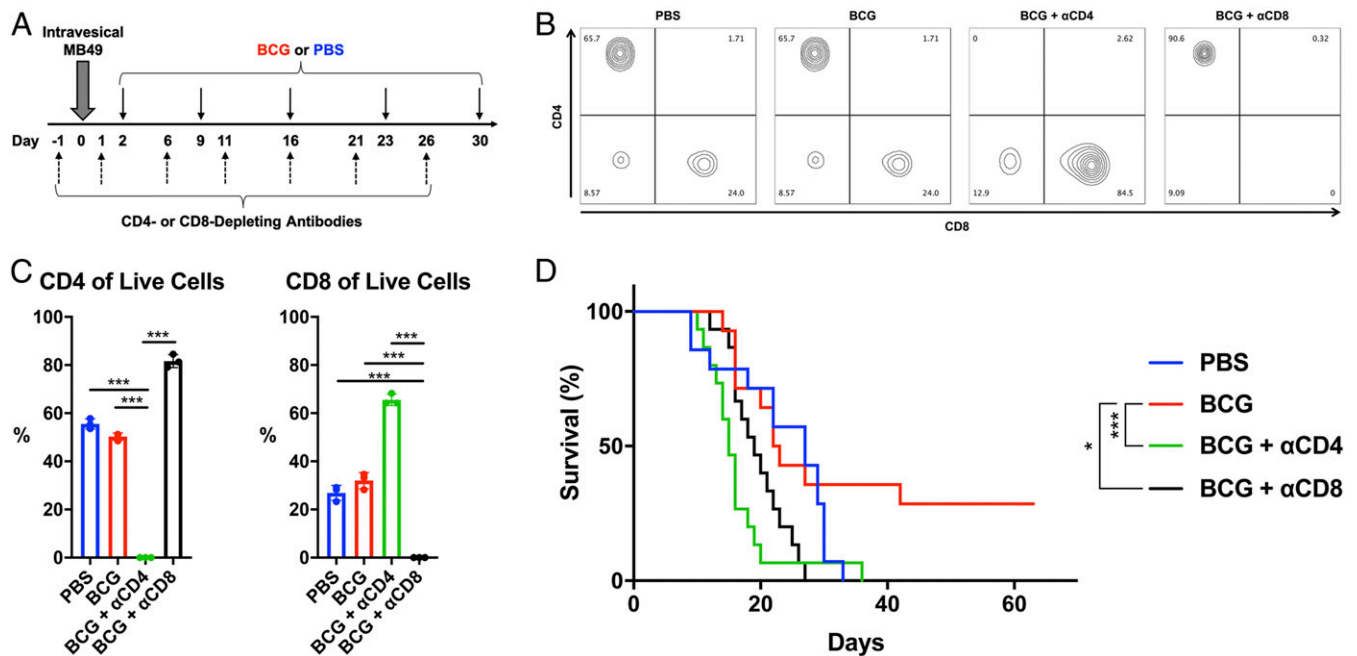 A
Intravesical
MB49
BCG or PBS
Day -1 0 1 2 6 9 11 16 21 23 26 30
CD4- or CD8-Depleting Antibodies
B
PBS BCG BCG + αCD4 BCG + αCD8
65.7 1.71 65.7 1.71 0 2.62 90.6 0.32
CD4
8.57 24.0 8.57 24.0 12.9 84.5 9.09 0
CD8
C
CD4 of Live Cells
100
80
60
40
20
0
%
***
***
***
PBS
BCG
BCG + αCD4
BCG + αCD8
CD8 of Live Cells
100
80
60
40
20
0
%
***
***
***
PBS
BCG
BCG + αCD4
BCG + αCD8
D
Survival (%)
100
50
0
0 20 40 60
Days
PBS
BCG
BCG + αCD4
BCG + αCD8
*
***